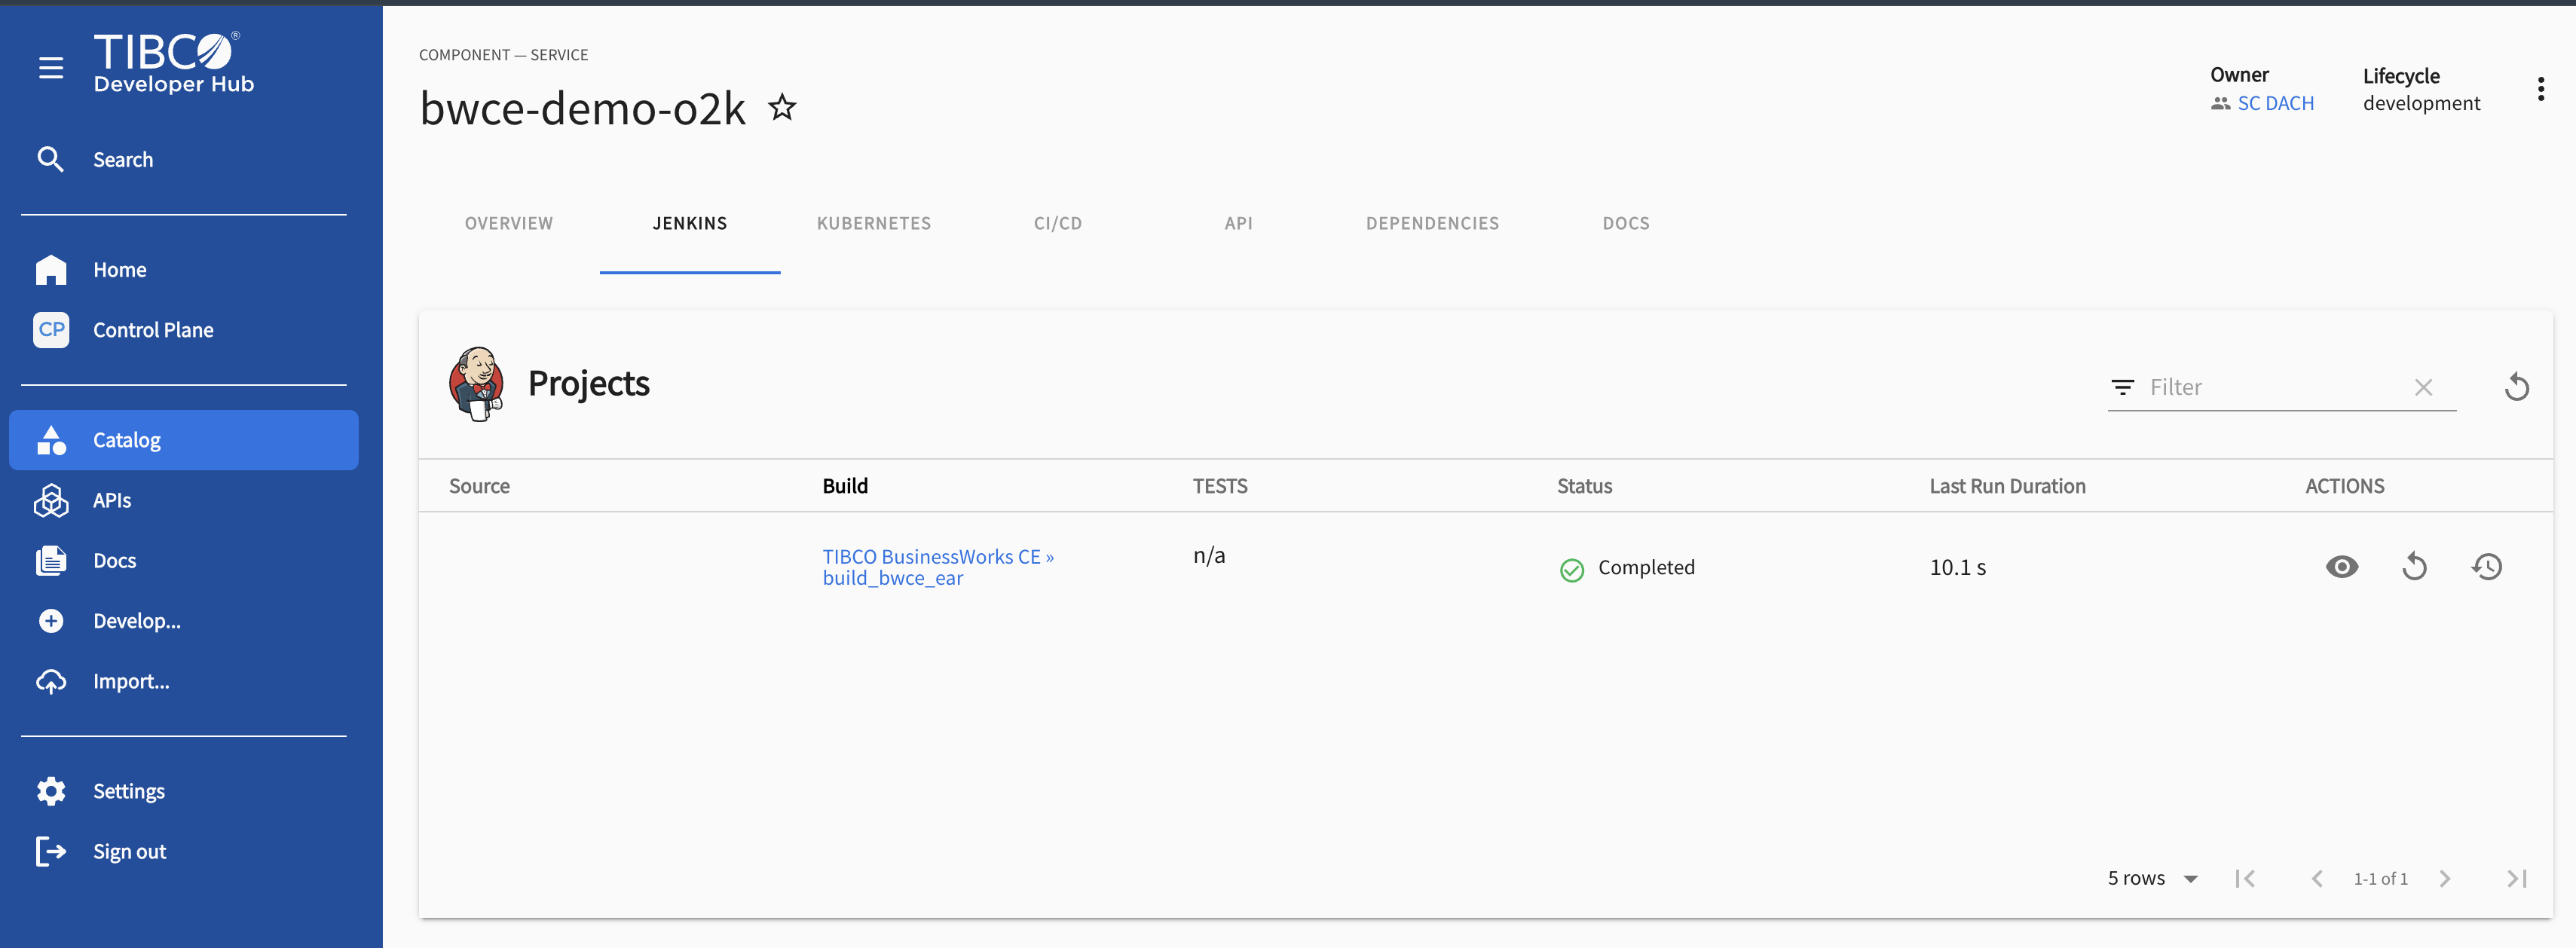 TIBCO®
Developer Hub
Search
Home
CP Control Plane
Catalog
APIs
Docs
Develop...
Import...
Settings
Sign out
COMPONENT — SERVICE
bwce-demo-o2k
Owner
SC DACH
Lifecycle
development
OVERVIEW JENKINS KUBERNETES CI/CD API DEPENDENCIES DOCS
Projects
Filter
Source Build TESTS Status Last Run Duration ACTIONS
TIBCO BusinessWorks CE »
build_bwce_ear
n/a
Completed
10.1 s
5 rows
1-1 of 1